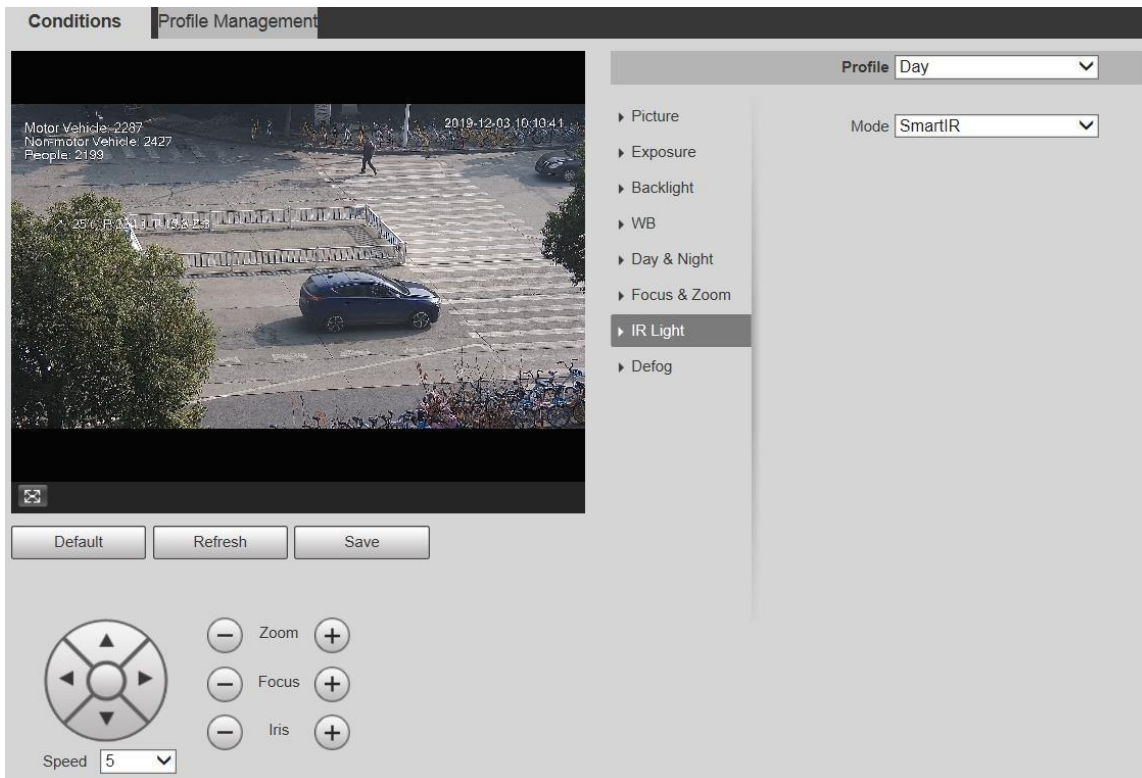 Conditions
Profile Management
Profile Day
Motor Vehicle: 2287
Non-motor Vehicle: 2427
People: 2199
2019-12-03 10:10:41
Picture
Exposure
Backlight
WB
Day & Night
Focus & Zoom
IR Light
Defog
Mode SmartIR
Default
Refresh
Save
Zoom
Focus
Iris
Speed 5